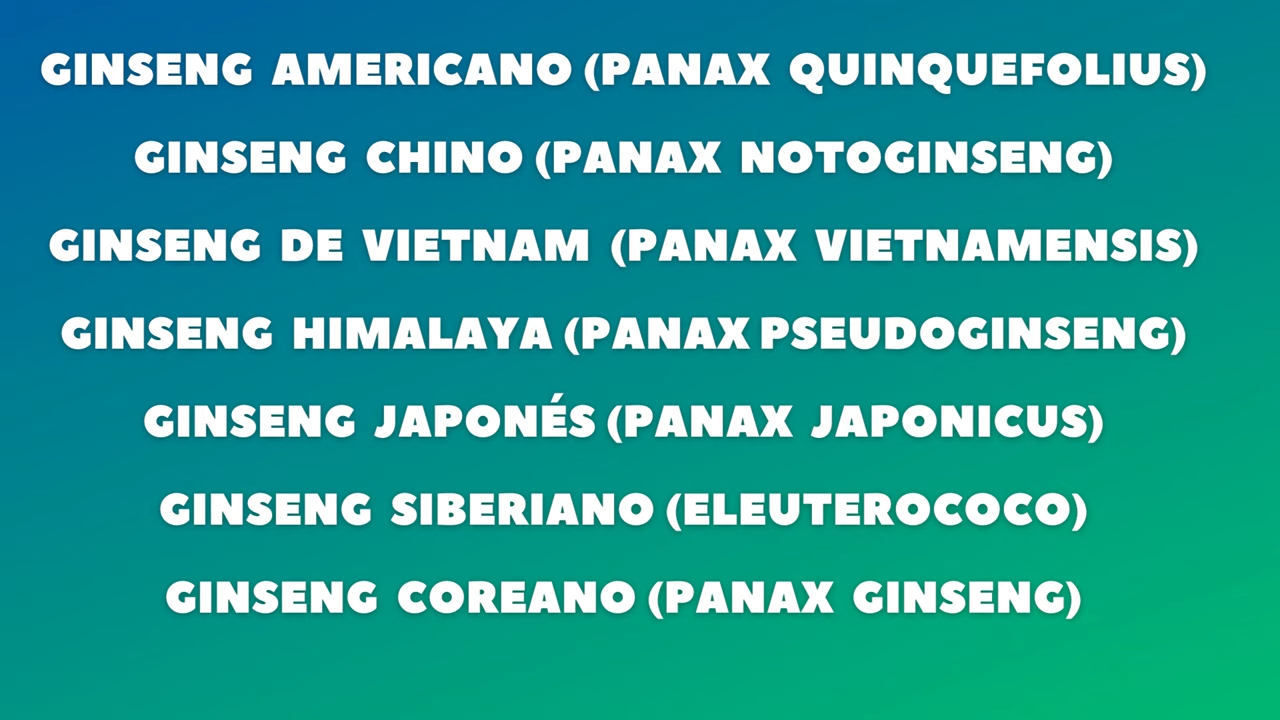 GINSENG AMERICANO (PANAX QUINQUEFOLIUS)
GINSENG CHINO (PANAX NOTOGINSENG)
GINSENG DE VIETNAM (PANAX VIETNAMENSIS)
GINSENG HIMALAYA (PANAX PSEUDOGINSENG)
GINSENG JAPONÉS (PANAX JAPONICUS)
GINSENG SIBERIANO (ELEUTEROCOCO)
GINSENG COREANO (PANAX GINSENG)